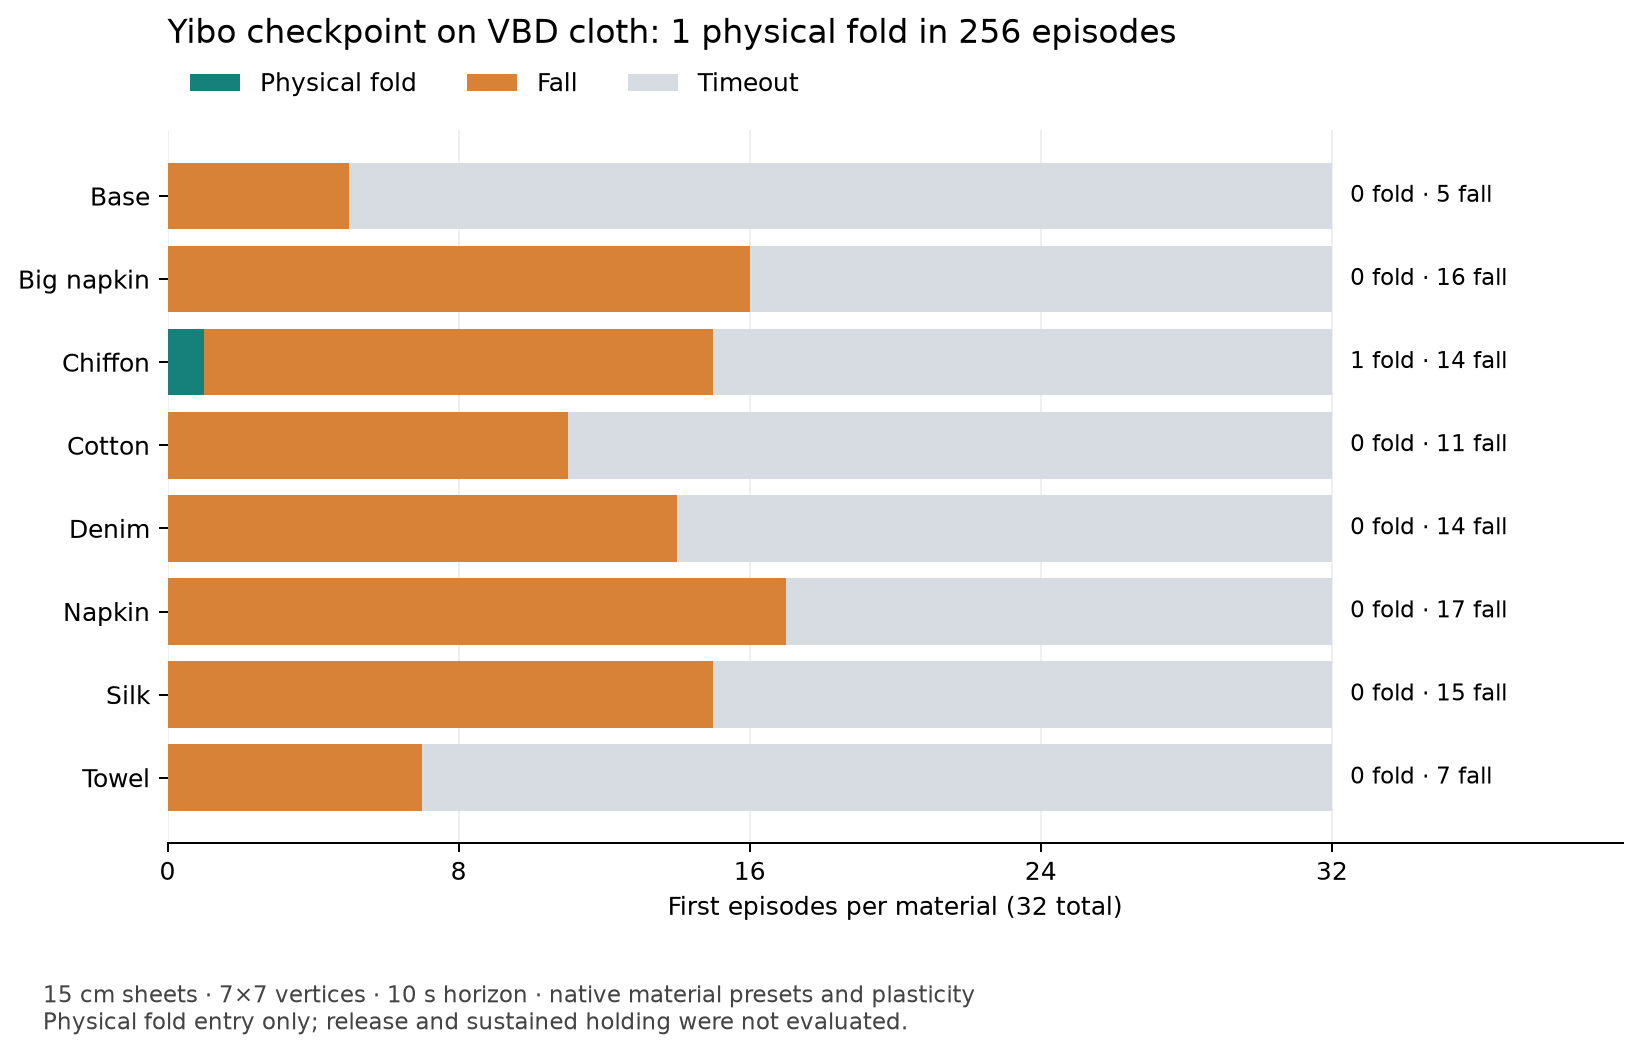 Yibo checkpoint on VBD cloth: 1 physical fold in 256 episodes
Physical fold Fall Timeout
Base 0 fold · 5 fall
Big napkin 0 fold · 16 fall
Chiffon 1 fold · 14 fall
Cotton 0 fold · 11 fall
Denim 0 fold · 14 fall
Napkin 0 fold · 17 fall
Silk 0 fold · 15 fall
Towel 0 fold · 7 fall
0 8 16 24 32
First episodes per material (32 total)
15 cm sheets · 7×7 vertices · 10 s horizon · native material presets and plasticity
Physical fold entry only; release and sustained holding were not evaluated.